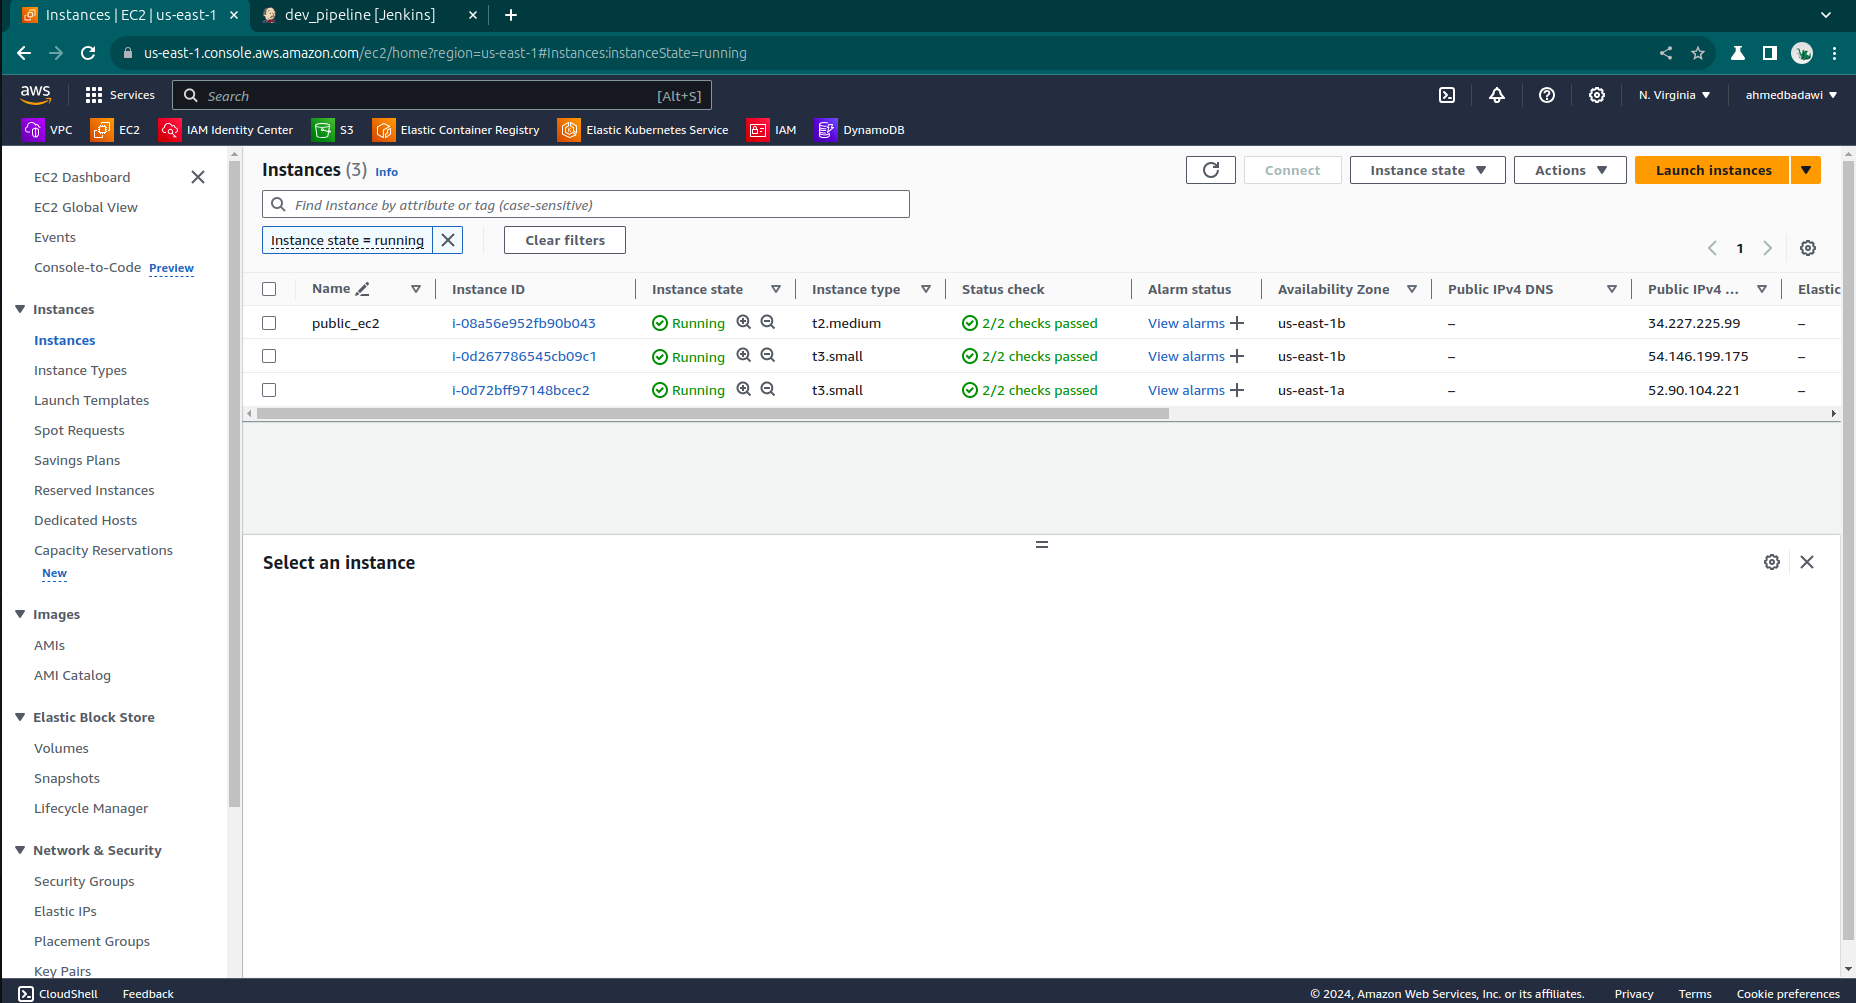 Instances | EC2 | us-east-1
dev_pipeline [Jenkins]
us-east-1.console.aws.amazon.com/ec2/home?region=us-east-1#Instances:instanceState=running
aws Services Search [Alt+S] N. Virginia ahmedbadawi
VPC EC2 IAM Identity Center S3 Elastic Container Registry Elastic Kubernetes Service IAM DynamoDB
EC2 Dashboard
EC2 Global View
Events
Console-to-Code Preview
Instances
Instances
Instance Types
Launch Templates
Spot Requests
Savings Plans
Reserved Instances
Dedicated Hosts
Capacity Reservations
New
Images
AMIs
AMI Catalog
Elastic Block Store
Volumes
Snapshots
Lifecycle Manager
Network & Security
Security Groups
Elastic IPs
Placement Groups
Key Pairs
Instances (3) Info
Connect Instance state Actions Launch instances
Find Instance by attribute or tag (case-sensitive)
Instance state = running Clear filters
1
Name Instance ID Instance state Instance type Status check Alarm status Availability Zone Public IPv4 DNS Public IPv4 ... Elastic
public_ec2 i-08a56e952fb90b043 Running t2.medium 2/2 checks passed View alarms + us-east-1b – 34.227.225.99 –
i-0d267786545cb09c1 Running t3.small 2/2 checks passed View alarms + us-east-1b – 54.146.199.175 –
i-0d72bff97148bcec2 Running t3.small 2/2 checks passed View alarms + us-east-1a – 52.90.104.221 –
Select an instance
CloudShell Feedback © 2024, Amazon Web Services, Inc. or its affiliates. Privacy Terms Cookie preferences